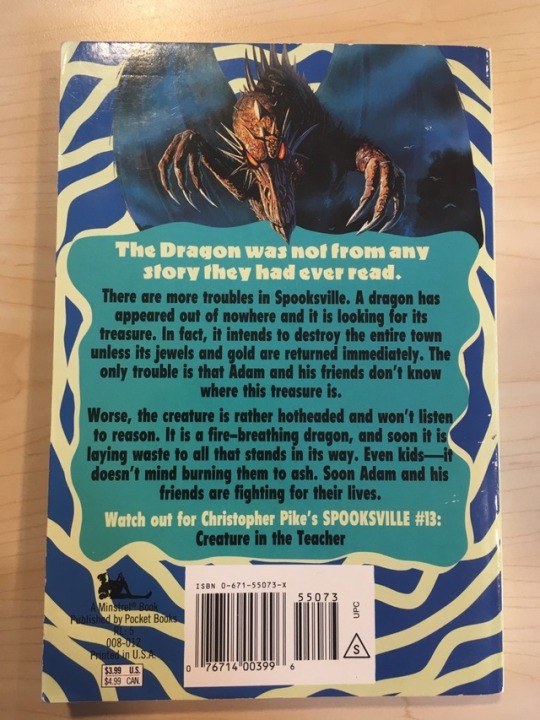 The Dragon was not from any
story they had ever read.
There are more troubles in Spooksville. A dragon has
appeared out of nowhere and it is looking for its
treasure. In fact, it intends to destroy the entire town
unless its jewels and gold are returned immediately. The
only trouble is that Adam and his friends don't know
where this treasure is.
Worse, the creature is rather hotheaded and won't listen
to reason. It is a fire-breathing dragon, and soon it is
laying waste to all that stands in its way. Even kids—it
doesn't mind burning them to ash. Soon Adam and his
friends are fighting for their lives.
Watch out for Christopher Pike's SPOOKSVILLE #13:
Creature in the Teacher
A Minstrel® Book
Published by Pocket Books
008-012
Printed in U.S.A.
$3.99 U.S.
$4.99 CAN.
ISBN 0-671-55073-X
55073
0 76714 00399 6
UPC
S